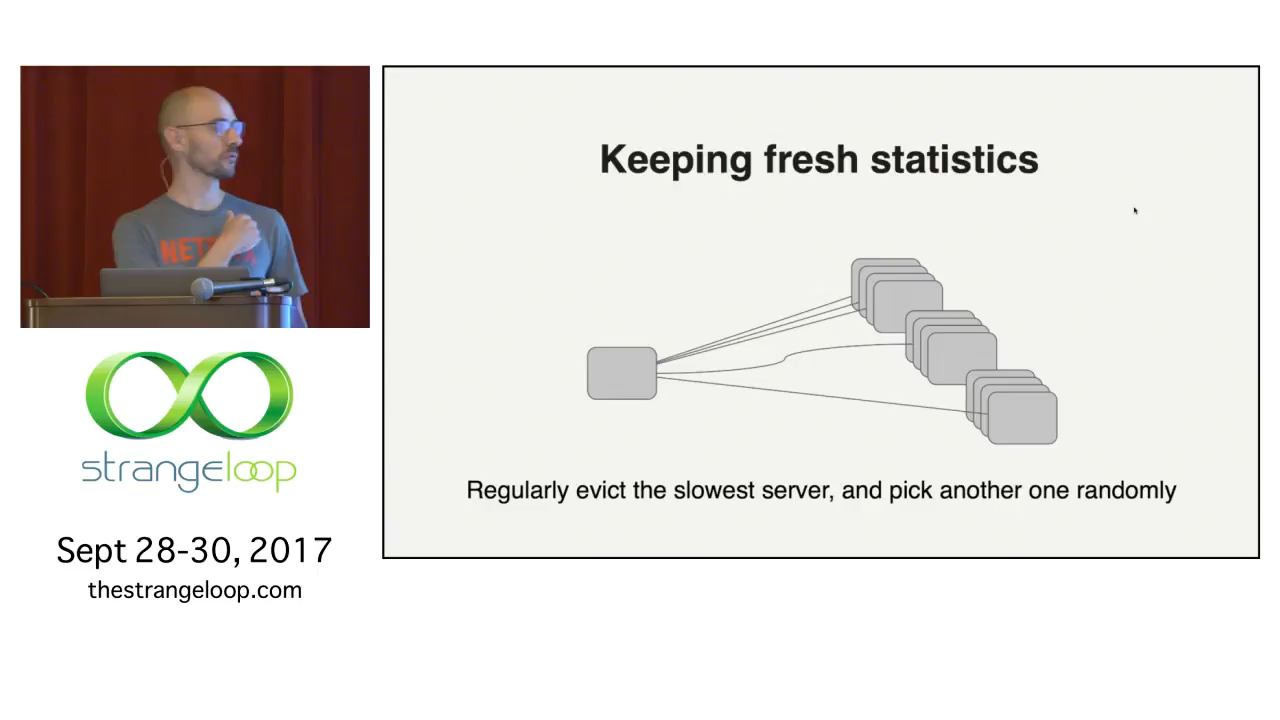 Keeping fresh statistics
Regularly evict the slowest server, and pick another one randomly
strangeloop
Sept 28-30, 2017
thestrangeloop.com